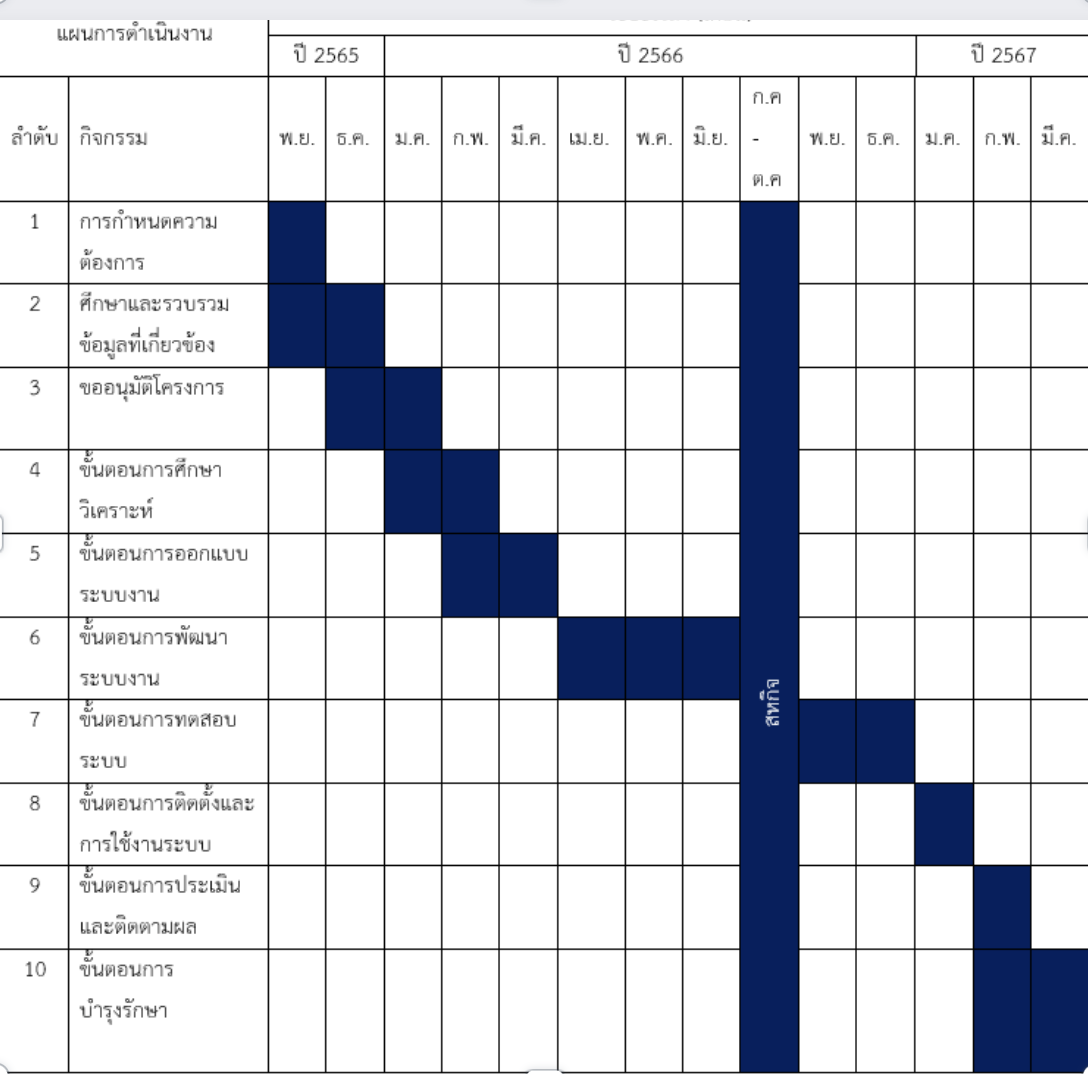 แผนการดำเนินงาน
ปี 2565 ปี 2566 ปี 2567
ลำดับ กิจกรรม พ.ย. ธ.ค. ม.ค. ก.พ. มี.ค. เม.ย. พ.ค. มิ.ย. ก.ค - ต.ค พ.ย. ธ.ค. ม.ค. ก.พ. มี.ค.
1 การกำหนดความ
ต้องการ
2 ศึกษาและรวบรวม
ข้อมูลที่เกี่ยวข้อง
3 ขออนุมัติโครงการ
4 ขั้นตอนการศึกษา
วิเคราะห์
5 ขั้นตอนการออกแบบ
ระบบงาน
6 ขั้นตอนการพัฒนา
ระบบงาน
สหกิจ
7 ขั้นตอนการทดสอบ
ระบบ
8 ขั้นตอนการติดตั้งและ
การใช้งานระบบ
9 ขั้นตอนการประเมิน
และติดตามผล
10 ขั้นตอนการ
บำรุงรักษา